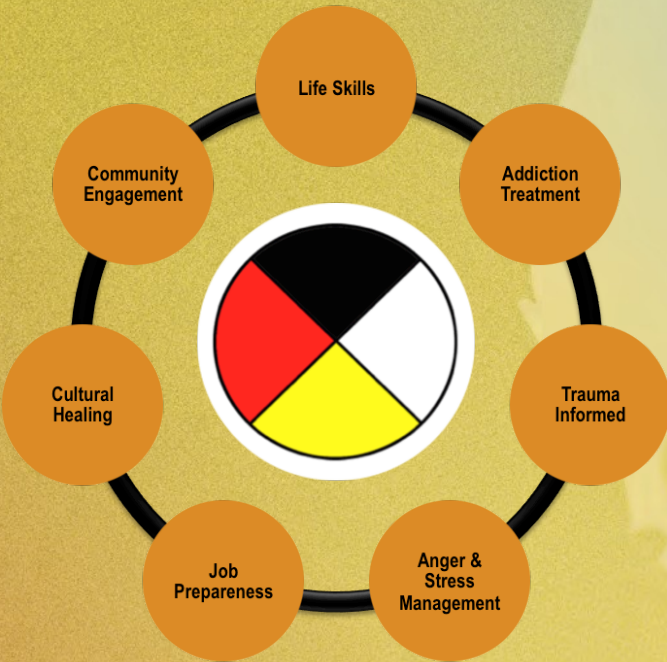 Life Skills
Addiction
Treatment
Trauma
Informed
Anger &
Stress
Management
Job
Prepareness
Cultural
Healing
Community
Engagement